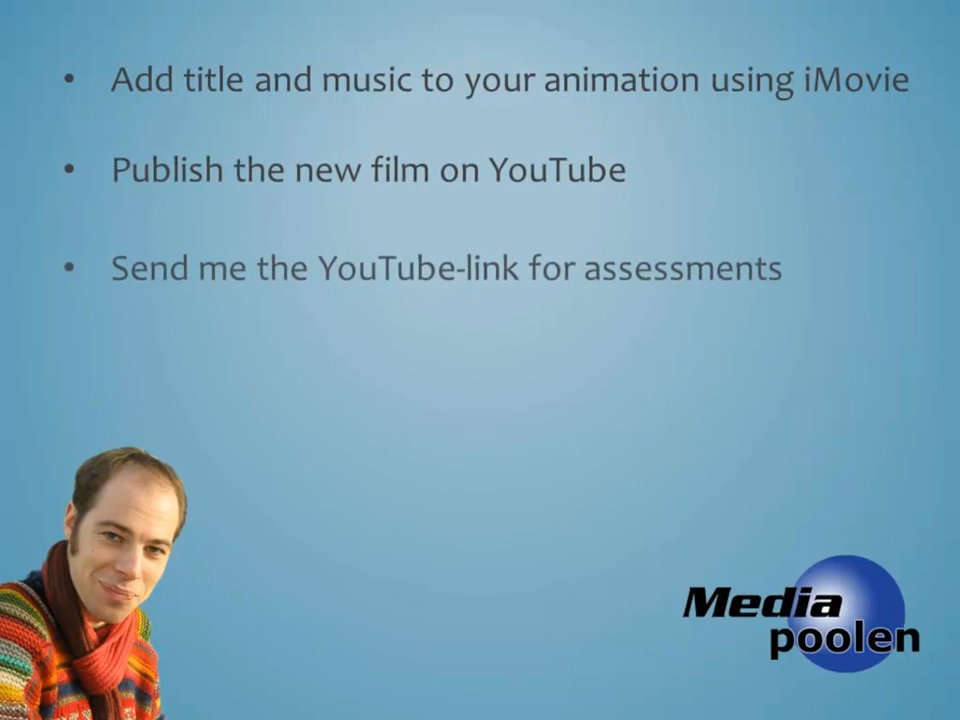 • Add title and music to your animation using iMovie
• Publish the new film on YouTube
• Send me the YouTube-link for assessments
Media
poolen